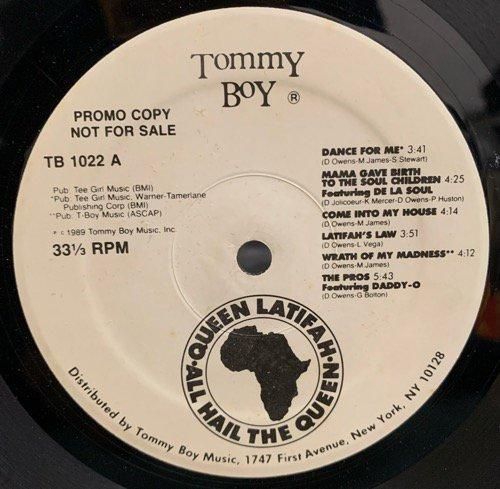 Tommy
Boy ®
PROMO COPY
NOT FOR SALE
TB 1022 A
Pub: Tee Girl Music (BMI)
*Pub: Tee Girl Music, Warner-Tamerlane
Publishing Corp (BMI)
**Pub: T-Boy Music (ASCAP)
℗ © 1989 Tommy Boy Music, Inc.
33⅓ RPM
DANCE FOR ME* 3:41
(D Owens-M James-S Stewart)
MAMA GAVE BIRTH
TO THE SOUL CHILDREN 4:25
Featuring DE LA SOUL
(D Jolicoeur-K Mercer-D Owens-P Huston)
COME INTO MY HOUSE 4:14
(D Owens-M James)
LATIFAH'S LAW 3:51
(D Owens-L Vega)
WRATH OF MY MADNESS** 4:12
(D Owens-M James)
THE PROS 5:43
Featuring DADDY-O
(D Owens-G Bolton)
QUEEN LATIFAH·
ALL HAIL THE QUEEN·
Distributed by Tommy Boy Music, 1747 First Avenue, New York, NY 10128